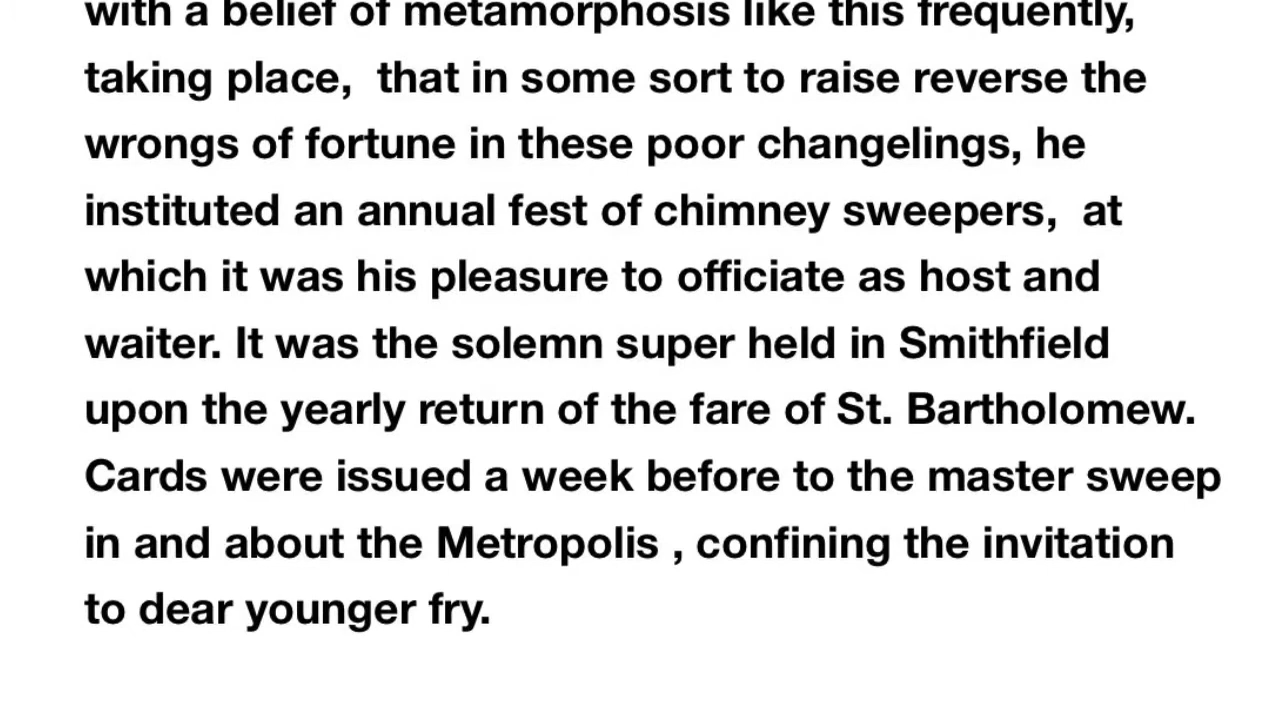 with a belief of metamorphosis like this frequently,
taking place,  that in some sort to raise reverse the
wrongs of fortune in these poor changelings, he
instituted an annual fest of chimney sweepers,  at
which it was his pleasure to officiate as host and
waiter. It was the solemn super held in Smithfield
upon the yearly return of the fare of St. Bartholomew.
Cards were issued a week before to the master sweep
in and about the Metropolis , confining the invitation
to dear younger fry.